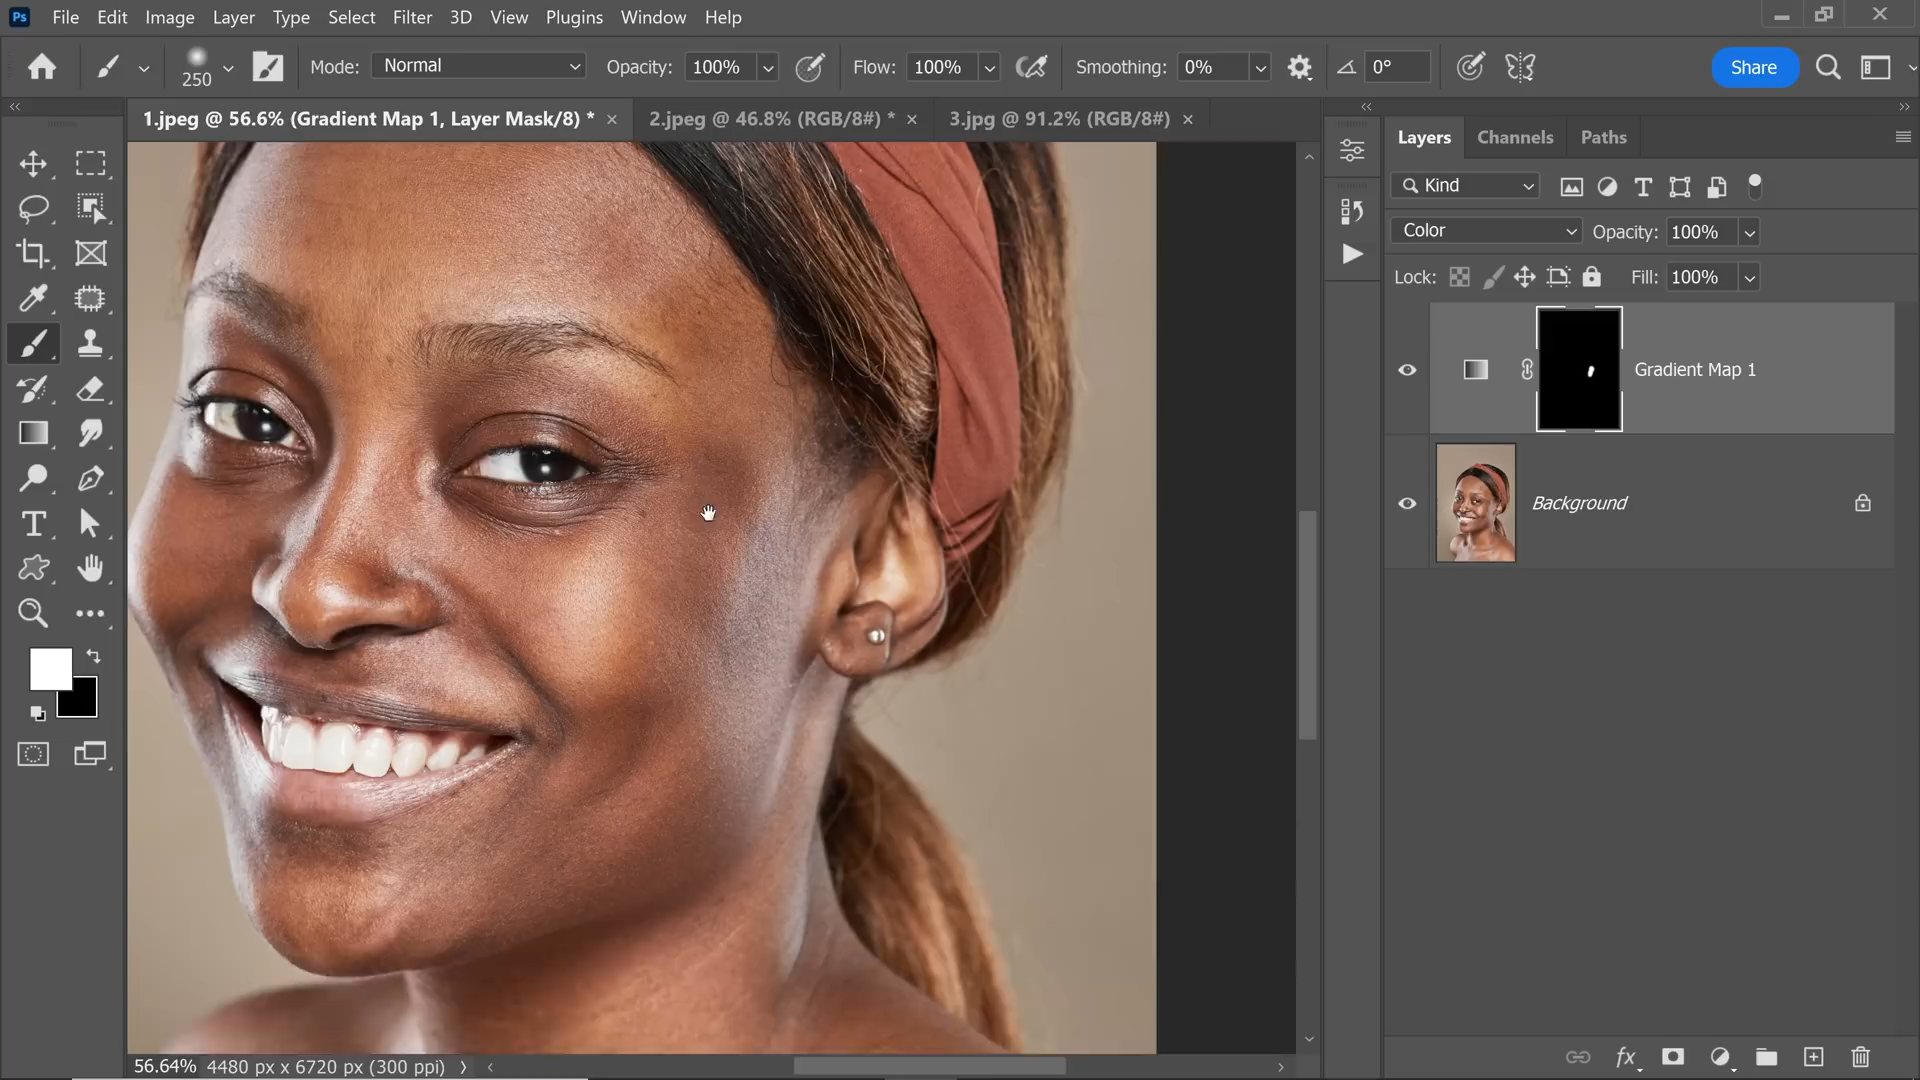 Ps File Edit Image Layer Type Select Filter 3D View Plugins Window Help
250 Mode: Normal Opacity: 100% Flow: 100% Smoothing: 0% 0° Share
1.jpeg @ 56.6% (Gradient Map 1, Layer Mask/8) * × 2.jpeg @ 46.8% (RGB/8#) * × 3.jpg @ 91.2% (RGB/8#) ×
Layers Channels Paths
Kind
Color Opacity: 100%
Lock: Fill: 100%
Gradient Map 1
Background
56.64% 4480 px x 6720 px (300 ppi)
fx